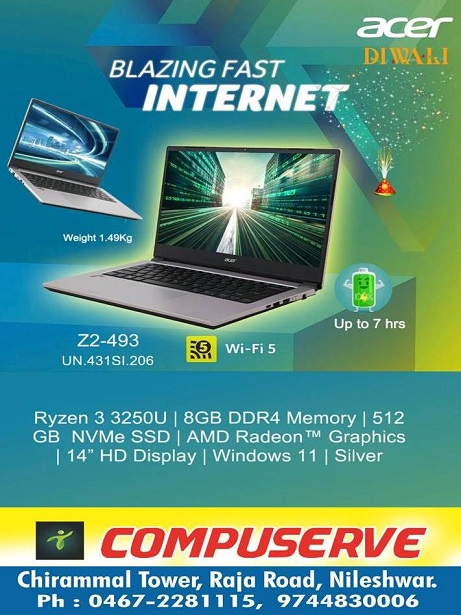 acer
DIWALI
BLAZING FAST
INTERNET
Weight 1.49Kg
acer
Up to 7 hrs
Z2-493
UN.431SI.206
5
Wi-Fi 5
Ryzen 3 3250U | 8GB DDR4 Memory | 512
GB NVMe SSD | AMD Radeon™ Graphics
| 14” HD Display | Windows 11 | Silver
COMPUSERVE
Chirammal Tower, Raja Road, Nileshwar.
Ph : 0467-2281115, 9744830006